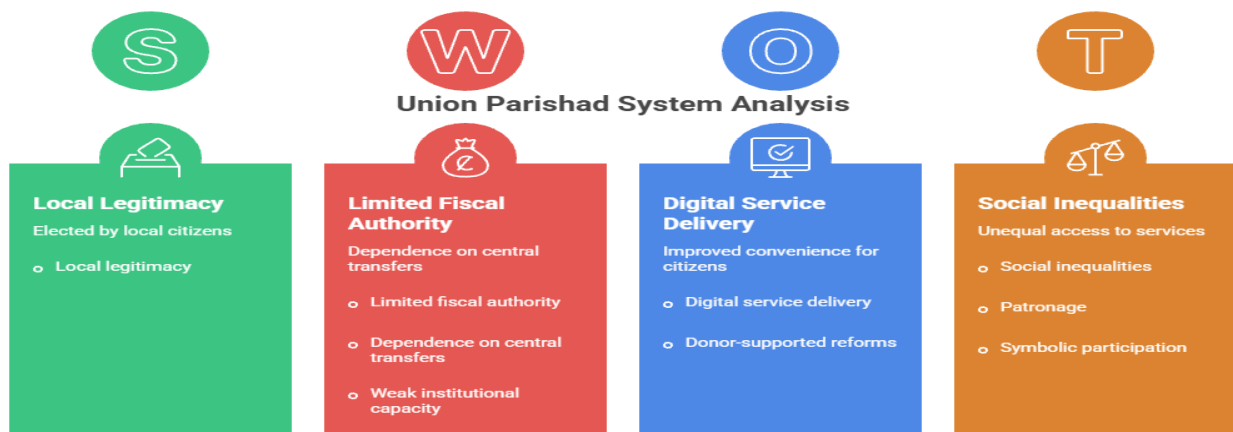 S
W
O
T
Union Parishad System Analysis
Local Legitimacy
Elected by local citizens
Local legitimacy
Limited Fiscal
Authority
Dependence on central
transfers
Limited fiscal authority
Dependence on central
transfers
Weak institutional
capacity
Digital Service
Delivery
Improved convenience for
citizens
Digital service delivery
Donor-supported reforms
Social Inequalities
Unequal access to services
Social inequalities
Patronage
Symbolic participation